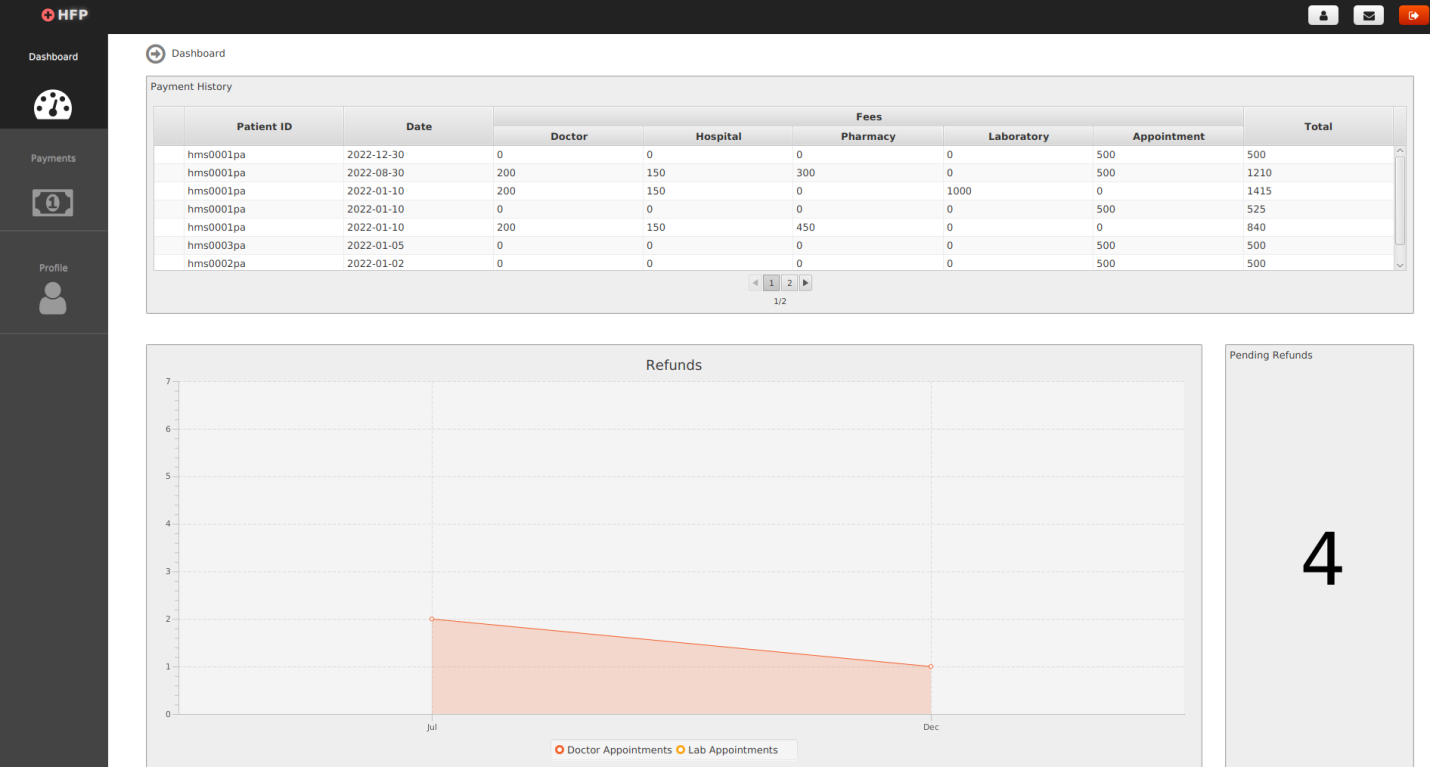 HFP
Dashboard
Payments
1
Profile
Dashboard
Payment History
Patient ID Date Fees Total
Doctor Hospital Pharmacy Laboratory Appointment
hms0001pa 2022-12-30 0 0 0 0 500 500
hms0001pa 2022-08-30 200 150 300 0 500 1210
hms0001pa 2022-01-10 200 150 0 1000 0 1415
hms0001pa 2022-01-10 0 0 0 0 500 525
hms0001pa 2022-01-10 200 150 450 0 0 840
hms0003pa 2022-01-05 0 0 0 0 500 500
hms0002pa 2022-01-02 0 0 0 0 500 500
1 2
1/2
Refunds
7
6
5
4
3
2
1
0
Jul Dec
Doctor Appointments Lab Appointments
Pending Refunds
4